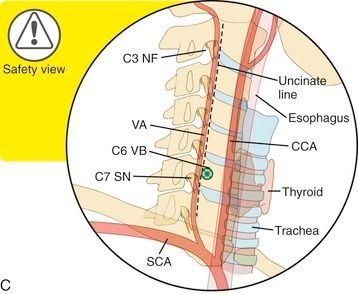 Safety view
C3 NF
Uncinate
line
Esophagus
VA
CCA
C6 VB
C7 SN
Thyroid
Trachea
SCA
C